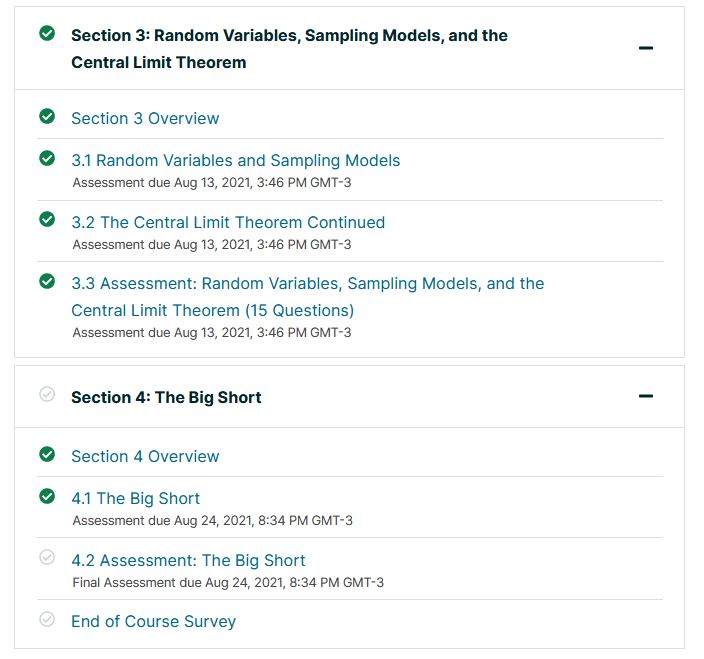 Section 3: Random Variables, Sampling Models, and the
Central Limit Theorem
Section 3 Overview
3.1 Random Variables and Sampling Models
Assessment due Aug 13, 2021, 3:46 PM GMT-3
3.2 The Central Limit Theorem Continued
Assessment due Aug 13, 2021, 3:46 PM GMT-3
3.3 Assessment: Random Variables, Sampling Models, and the
Central Limit Theorem (15 Questions)
Assessment due Aug 13, 2021, 3:46 PM GMT-3
Section 4: The Big Short
Section 4 Overview
4.1 The Big Short
Assessment due Aug 24, 2021, 8:34 PM GMT-3
4.2 Assessment: The Big Short
Final Assessment due Aug 24, 2021, 8:34 PM GMT-3
End of Course Survey